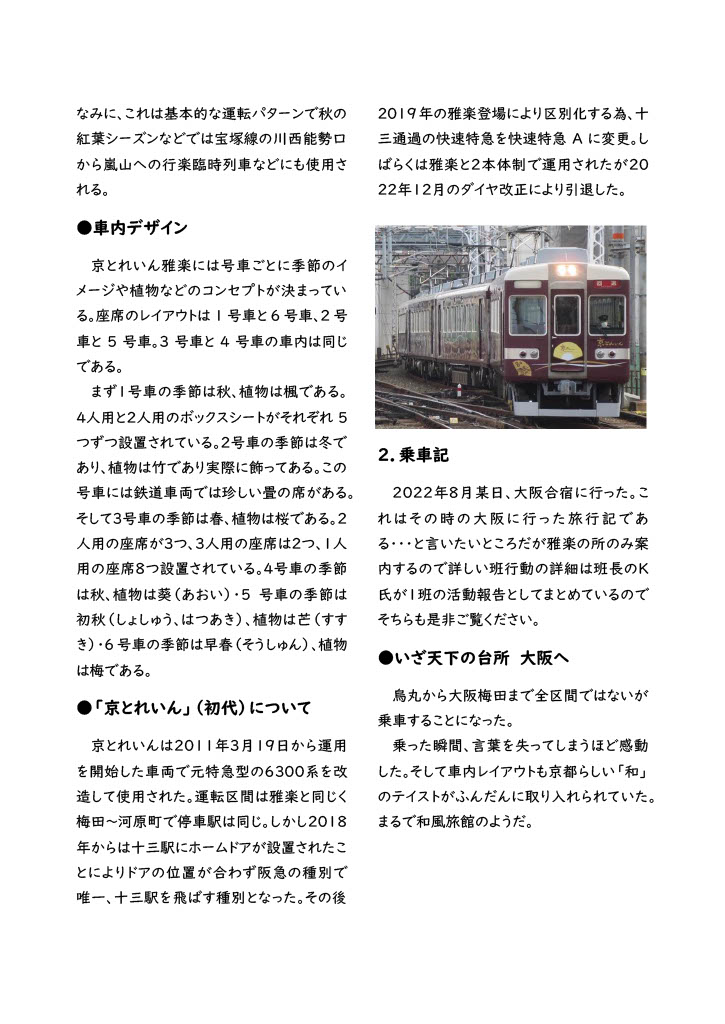 なみに、これは基本的な運転パターンで秋の
紅葉シーズンなどでは宝塚線の川西能勢口
から嵐山への行楽臨時列車などにも使用さ
れる。
●車内デザイン
京とれいん雅楽には号車ごとに季節のイ
メージや植物などのコンセプトが決まってい
る。座席のレイアウトは 1 号車と 6 号車、2 号
車と 5 号車。3 号車と 4 号車の車内は同じ
である。
まず1号車の季節は秋、植物は楓である。
4人用と2人用のボックスシートがそれぞれ 5
つずつ設置されている。2号車の季節は冬で
あり、植物は竹であり実際に飾ってある。この
号車には鉄道車両では珍しい畳の席がある。
そして3号車の季節は春、植物は桜である。2
人用の座席が3つ、3人用の座席は2つ、1人
用の座席8つ設置されている。4号車の季節
は秋、植物は葵（あおい）・5 号車の季節は
初秋（しょしゅう、はつあき）、植物は芒（すす
き）・6 号車の季節は早春（そうしゅん）、植物
は梅である。
●「京とれいん」（初代）について
京とれいんは2011年3月19日から運用
を開始した車両で元特急型の6300系を改
造して使用された。運転区間は雅楽と同じく
梅田～河原町で停車駅は同じ。しかし2018
年からは十三駅にホームドアが設置されたこ
とによりドアの位置が合わず阪急の種別で
唯一、十三駅を飛ばす種別となった。その後
2019年の雅楽登場により区別化する為、十
三通過の快速特急を快速特急 A に変更。し
ばらくは雅楽と2本体制で運用されたが20
22年12月のダイヤ改正により引退した。
京とれいん
2．乗車記
2022年8月某日、大阪合宿に行った。こ
れはその時の大阪に行った旅行記であ
る・・・と言いたいところだが雅楽の所のみ案
内するので詳しい班行動の詳細は班長のK
氏が1班の活動報告としてまとめているので
そちらも是非ご覧ください。
●いざ天下の台所 大阪へ
烏丸から大阪梅田まで全区間ではないが
乗車することになった。
乗った瞬間、言葉を失ってしまうほど感動
した。そして車内レイアウトも京都らしい「和」
のテイストがふんだんに取り入れられていた。
まるで和風旅館のようだ。